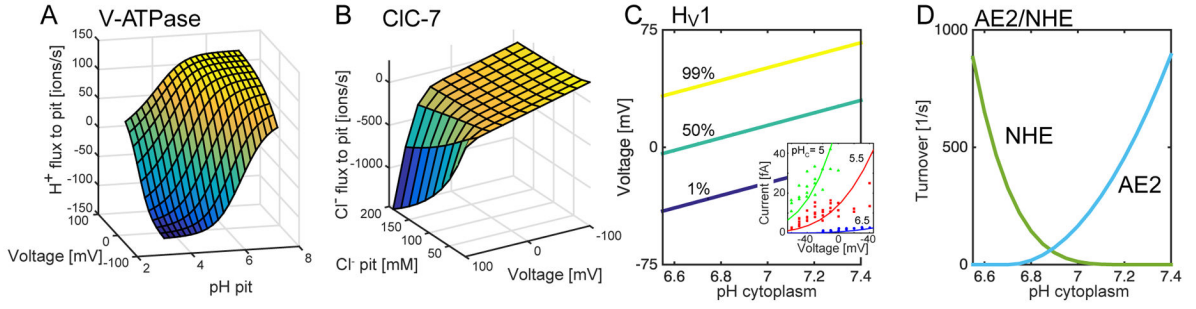 A V-ATPase
H⁺ flux to pit [ions/s]
150
100
50
0
-50
-100
-150
100
0
-100
Voltage [mV]
2
4
6
8
pH pit
B ClC-7
Cl⁻ flux to pit [ions/s]
0
-500
-1000
200
150
100
50
Cl⁻ pit [mM]
100
0
-100
Voltage [mV]
C Hᵥ1
Voltage [mV]
75
0
-75
99%
50%
1%
6.6 6.8 7 7.2 7.4
pH cytoplasm
Current [fA]
40
20
0
pH_C= 5
5.5
6.5
-40 0 -40
Voltage [mV]
D AE2/NHE
Turnover [1/s]
1000
500
0
NHE
AE2
6.6 6.8 7 7.2 7.4
pH cytoplasm